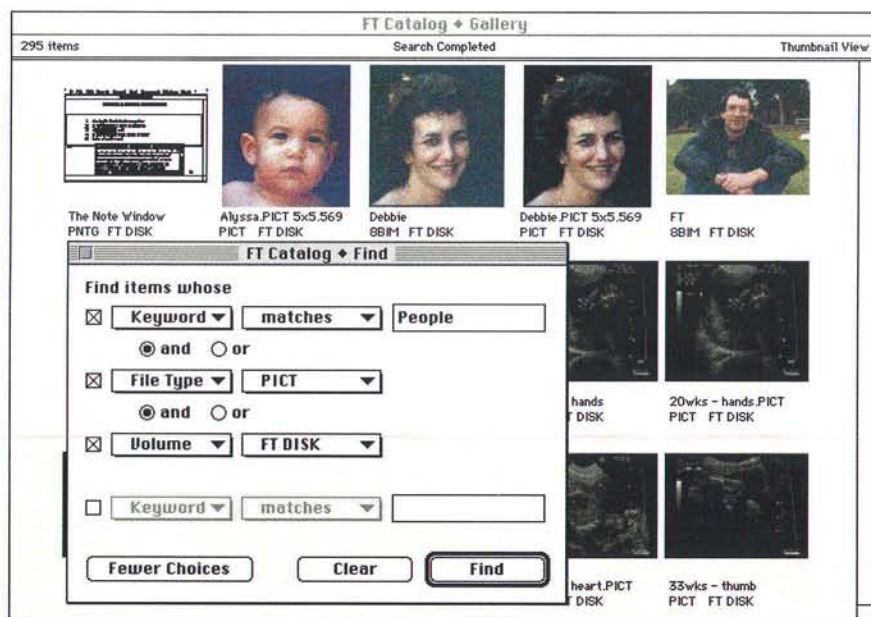 FT Catalog ♦ Gallery
295 items Search Completed Thumbnail View
The Note Window
PNTG FT DISK
Alyssa.PICT 5x5.569
PICT FT DISK
Debbie
8BIM FT DISK
Debbie.PICT 5x5.569
PICT FT DISK
FT
8BIM FT DISK
FT Catalog ♦ Find
Find items whose
Keyword matches People
and or
File Type PICT
and or
Volume FT DISK
Keyword matches
Fewer Choices Clear Find
hands
T DISK
20wks - hands.PICT
PICT FT DISK
heart.PICT
T DISK
33wks - thumb
PICT FT DISK